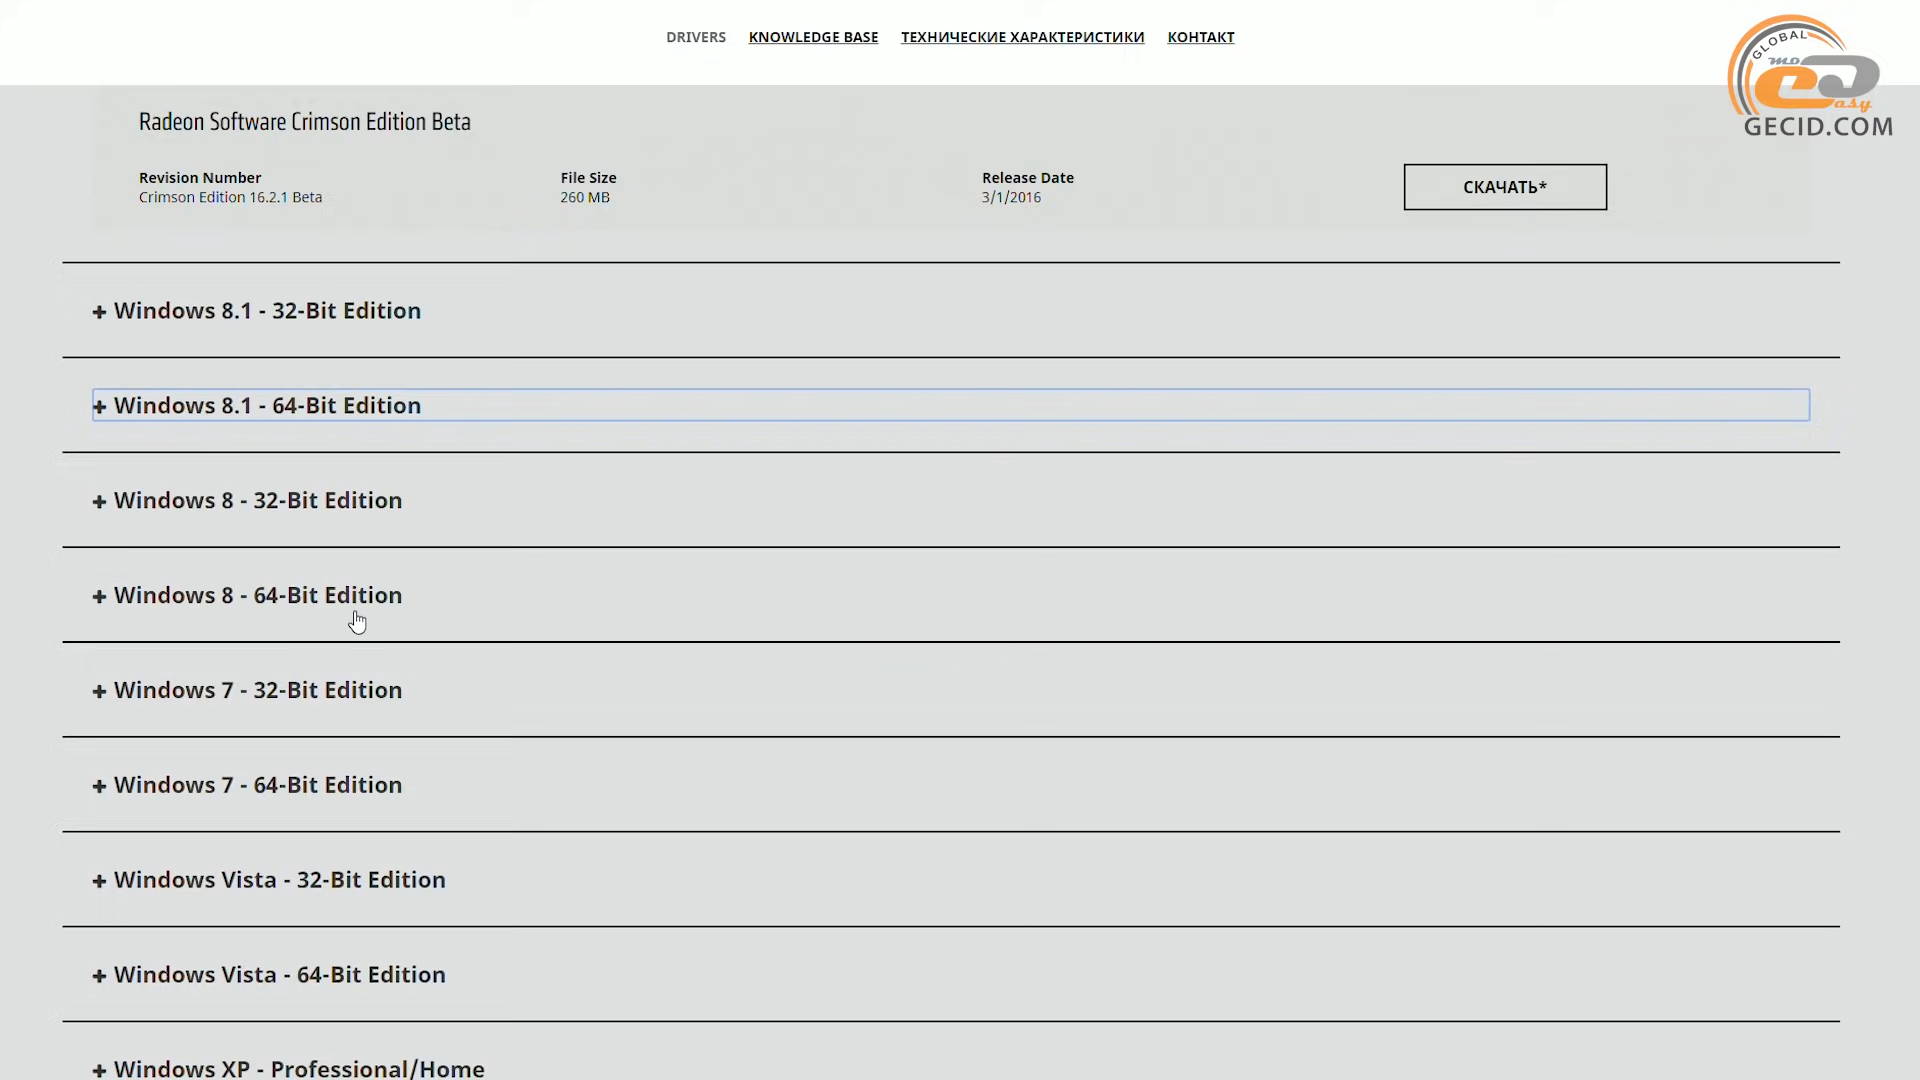 DRIVERS KNOWLEDGE BASE ТЕХНИЧЕСКИЕ ХАРАКТЕРИСТИКИ КОНТАКТ
GLOBAL
mo
easy
GECID.COM
Radeon Software Crimson Edition Beta
Revision Number File Size Release Date
Crimson Edition 16.2.1 Beta 260 MB 3/1/2016
СКАЧАТЬ*
+ Windows 8.1 - 32-Bit Edition
+ Windows 8.1 - 64-Bit Edition
+ Windows 8 - 32-Bit Edition
+ Windows 8 - 64-Bit Edition
+ Windows 7 - 32-Bit Edition
+ Windows 7 - 64-Bit Edition
+ Windows Vista - 32-Bit Edition
+ Windows Vista - 64-Bit Edition
+ Windows XP - Professional/Home